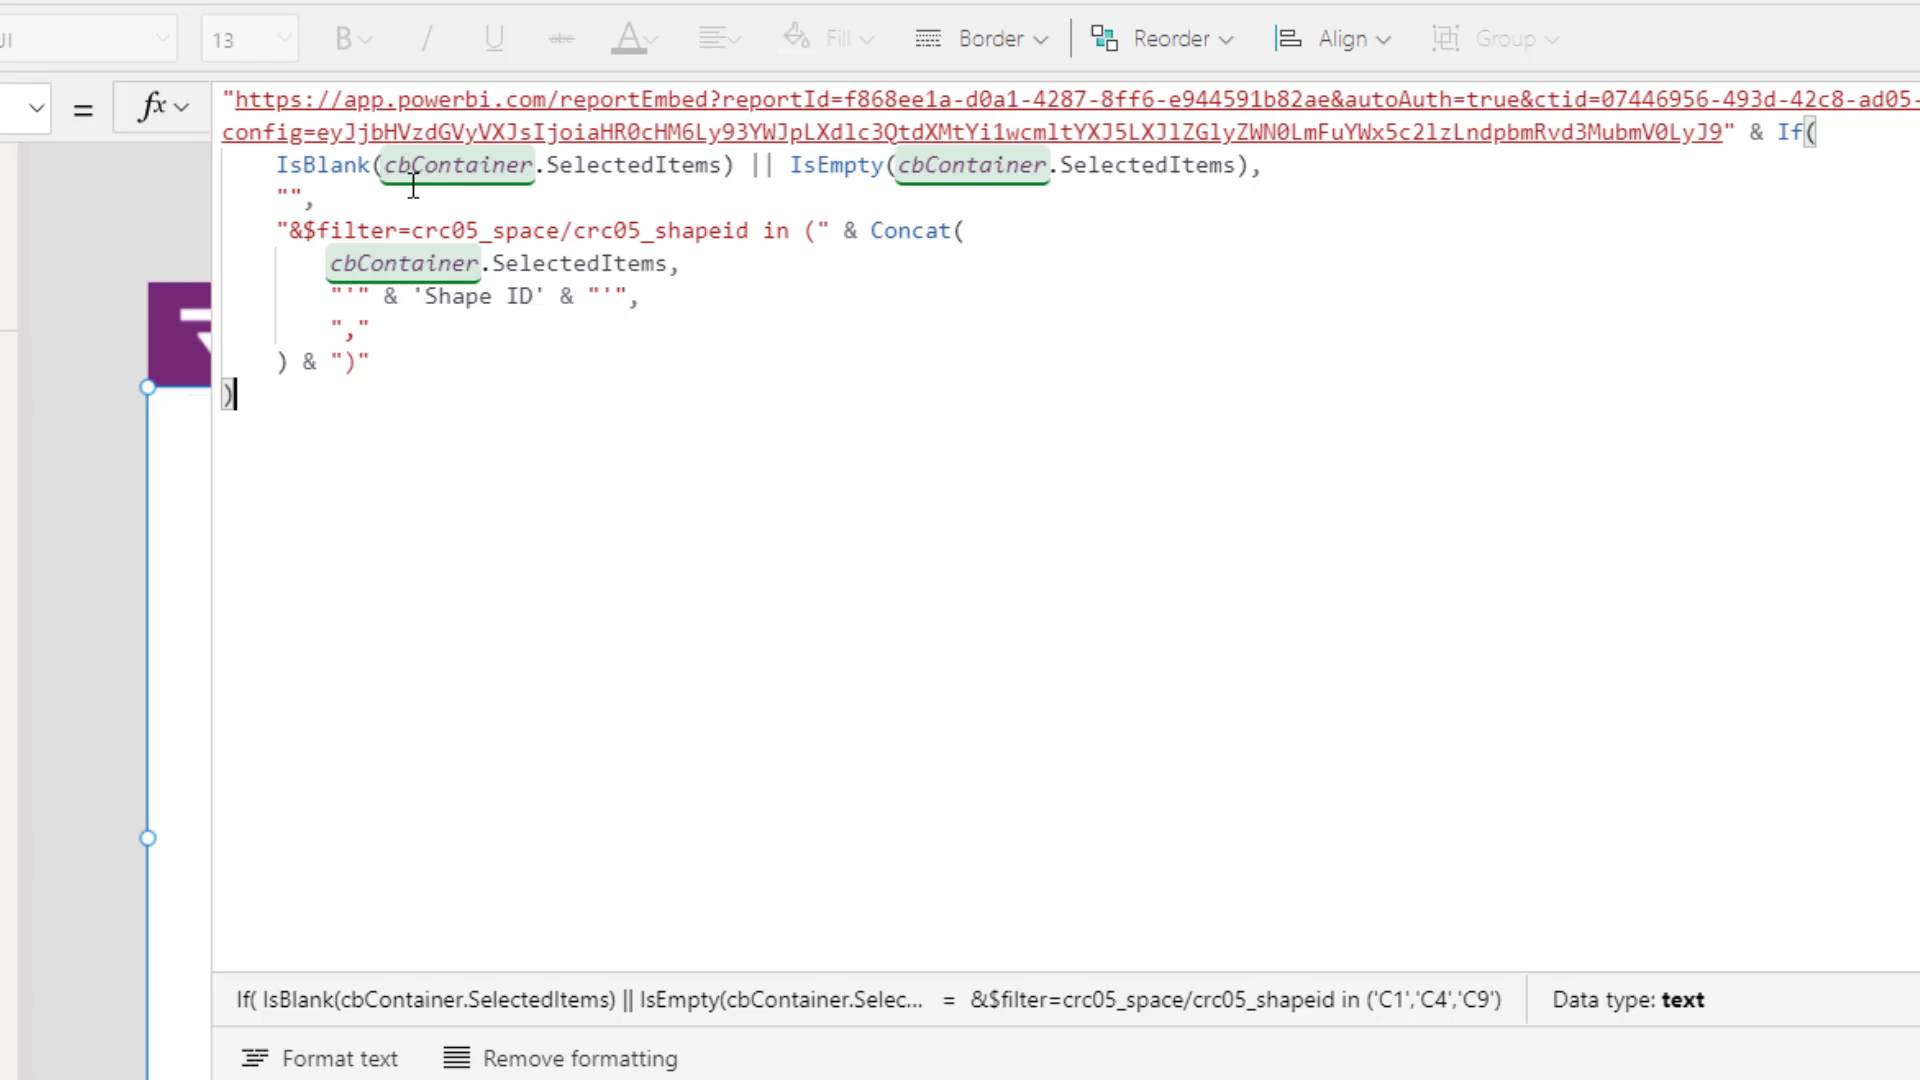 JI 13 B / U abc A Fill Border Reorder Align Group
= fx "https://app.powerbi.com/reportEmbed?reportId=f868ee1a-d0a1-4287-8ff6-e944591b82ae&autoAuth=true&ctid=07446956-493d-42c8-ad05-
config=eyJjbHVzdGVyVXJsIjoiaHR0cHM6Ly93YWJpLXdlc3QtdXMtYi1wcmltYXJ5LXJlZGlyZWN0LmFuYWx5c2lzLndpbmRvd3MubmV0LyJ9" & If(
IsBlank(cbContainer.SelectedItems) || IsEmpty(cbContainer.SelectedItems),
"",
"&$filter=crc05_space/crc05_shapeid in (" & Concat(
cbContainer.SelectedItems,
"'" & 'Shape ID' & "'",
","
) & ")"
)
If( IsBlank(cbContainer.SelectedItems) || IsEmpty(cbContainer.Selec... = &$filter=crc05_space/crc05_shapeid in ('C1','C4','C9') Data type: text
Format text Remove formatting